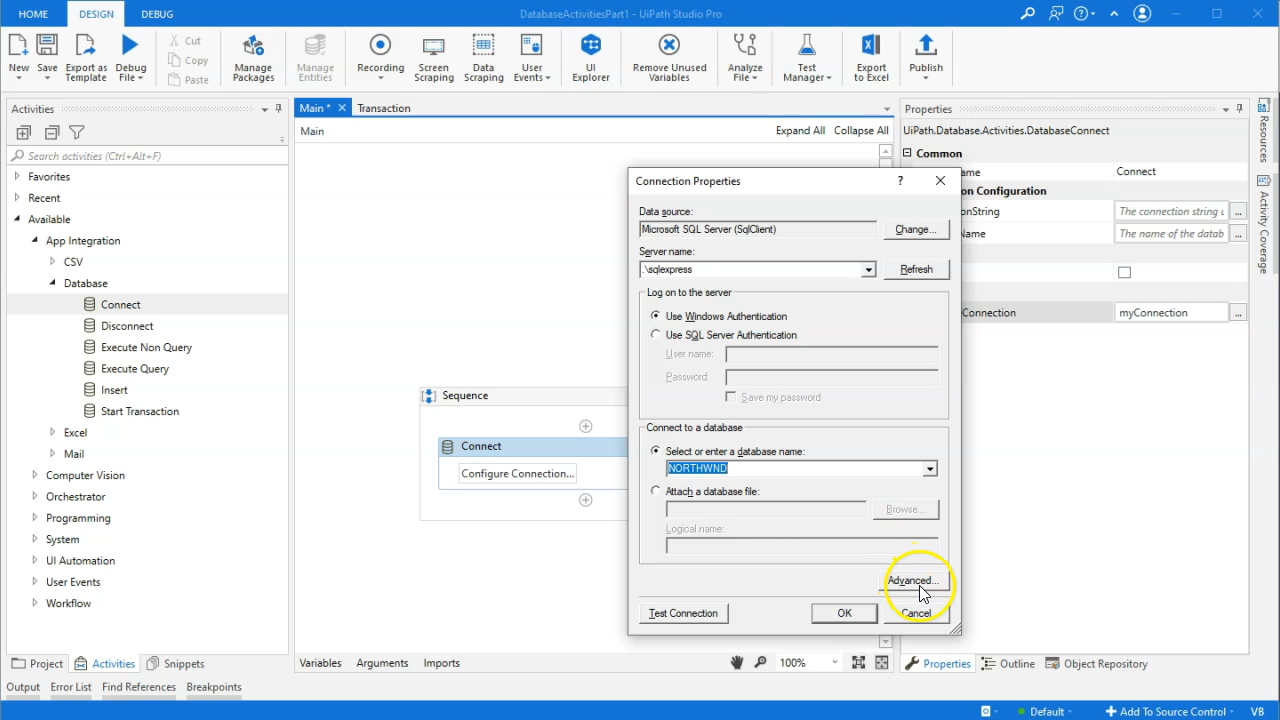 HOME
DESIGN
DEBUG
DatabaseActivitiesPart1 - UiPath Studio Pro
New
Save
Export as Template
Debug File
Cut
Copy
Paste
Manage Packages
Manage Entities
Recording
Screen Scraping
Data Scraping
User Events
UI Explorer
Remove Unused Variables
Analyze File
Test Manager
Export to Excel
Publish
Activities
Search activities (Ctrl+Alt+F)
Favorites
Recent
Available
App Integration
CSV
Database
Connect
Disconnect
Execute Non Query
Execute Query
Insert
Start Transaction
Excel
Mail
Computer Vision
Orchestrator
Programming
System
UI Automation
User Events
Workflow
Project
Activities
Snippets
Main *
Transaction
Main
Expand All
Collapse All
Sequence
Connect
Configure Connection...
Connection Properties
Data source:
Microsoft SQL Server (SqlClient)
Change...
Server name:
.\sqlexpress
Refresh
Log on to the server
Use Windows Authentication
Use SQL Server Authentication
User name:
Password:
Save my password
Connect to a database
Select or enter a database name:
NORTHWND
Attach a database file:
Browse...
Logical name:
Advanced...
Test Connection
OK
Cancel
Variables
Arguments
Imports
100%
Properties
UiPath.Database.Activities.DatabaseConnect
Common
ame
Connect
on Configuration
onString
The connection string u
...
Name
The name of the datab
...
Connection
myConnection
...
Properties
Outline
Object Repository
Resources
Activity Coverage
Output
Error List
Find References
Breakpoints
Default
Add To Source Control
VB